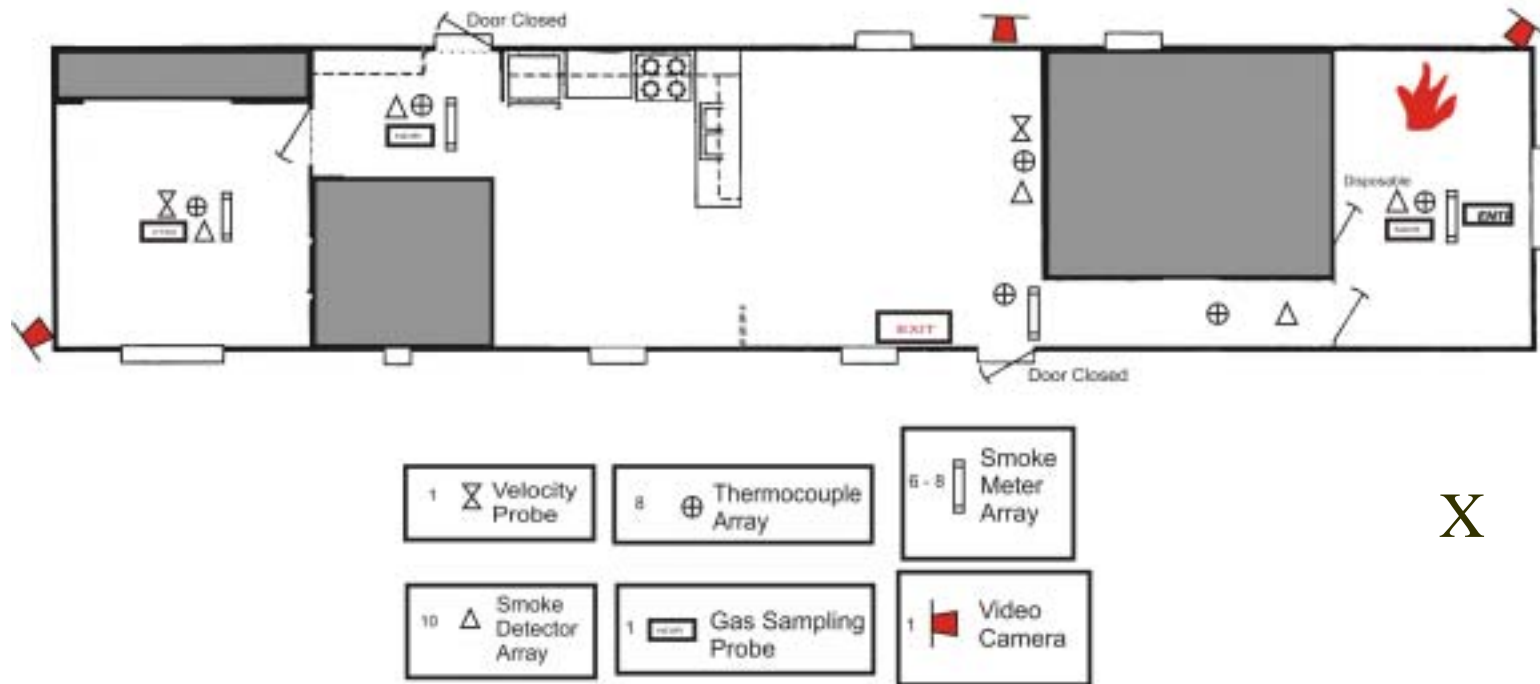 Door Closed
Disposable
EXIT
Door Closed
1 Velocity
Probe
8 Thermocouple
Array
6 - 8 Smoke
Meter
Array
X
10 Smoke
Detector
Array
1 Gas Sampling
Probe
1 Video
Camera